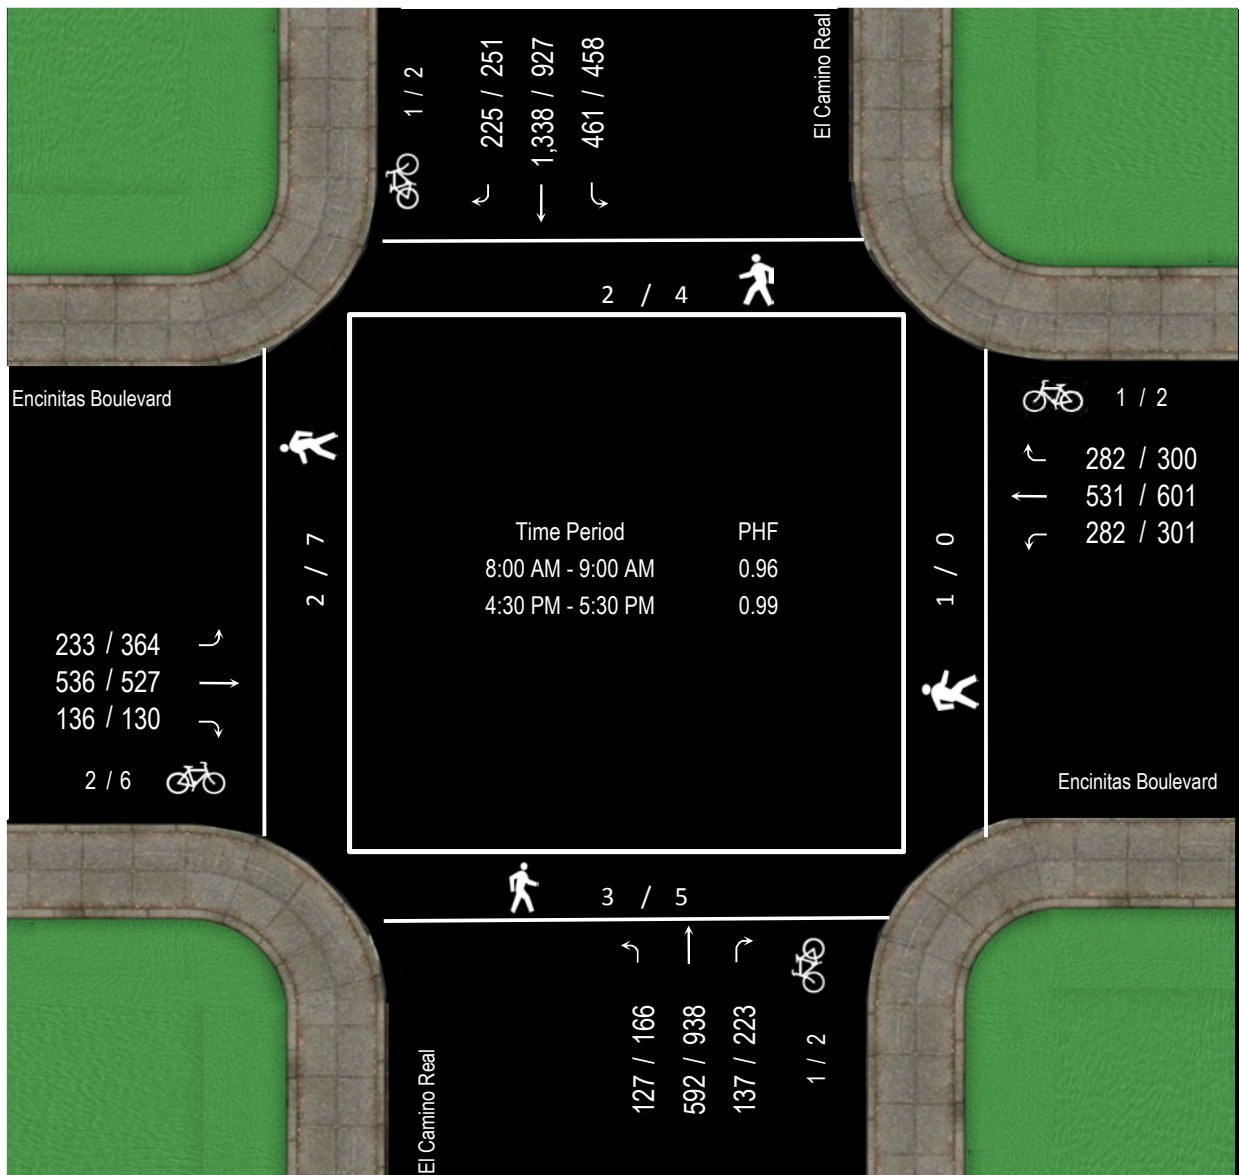 El Camino Real
1 / 2
225 / 251
1,338 / 927
461 / 458
2 / 4
Encinitas Boulevard
1 / 2
282 / 300
531 / 601
282 / 301
2 / 7
Time Period PHF
8:00 AM - 9:00 AM 0.96
4:30 PM - 5:30 PM 0.99
1 / 0
233 / 364
536 / 527
136 / 130
2 / 6
Encinitas Boulevard
3 / 5
127 / 166
592 / 938
137 / 223
1 / 2
El Camino Real